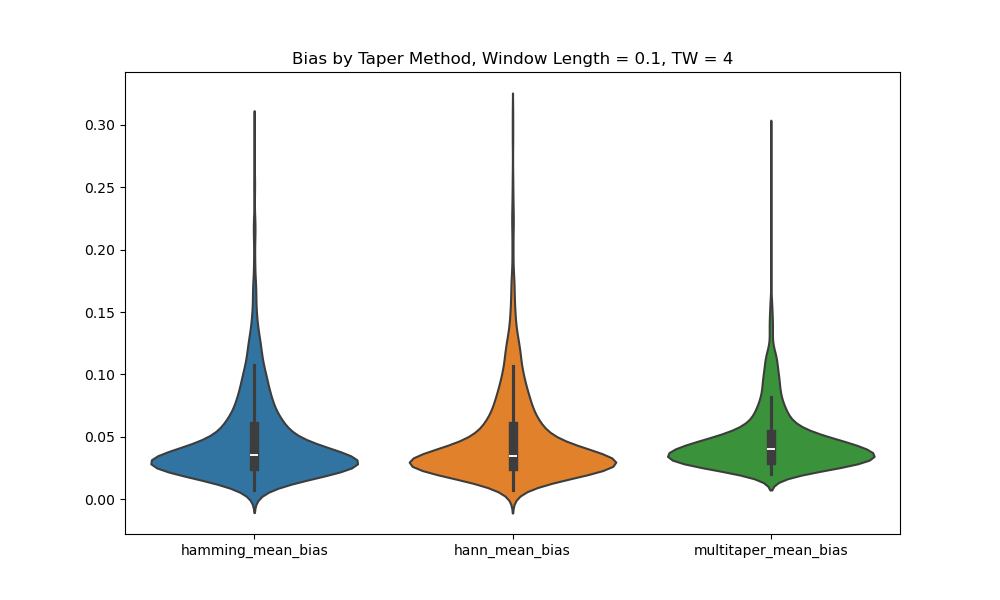 Bias by Taper Method, Window Length = 0.1, TW = 4
0.30
0.25
0.20
0.15
0.10
0.05
0.00
hamming_mean_bias
hann_mean_bias
multitaper_mean_bias